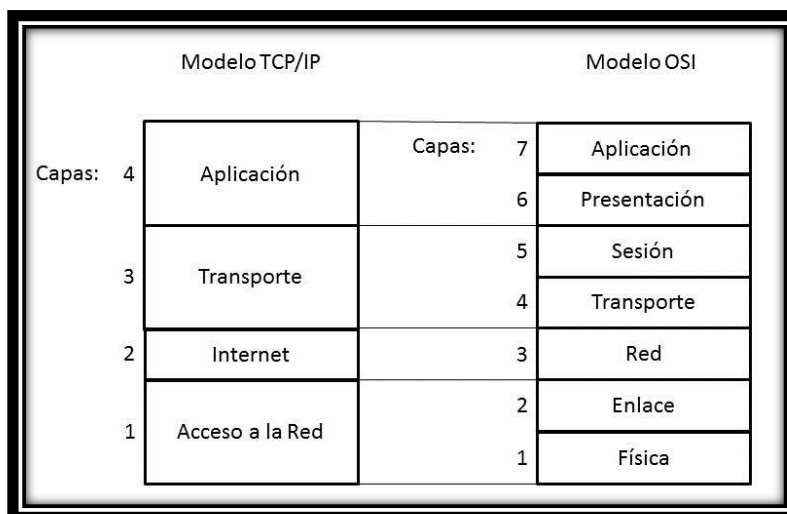 Modelo TCP/IP
Modelo OSI
Capas: 4 Aplicación
3 Transporte
2 Internet
1 Acceso a la Red
Capas: 7 Aplicación
6 Presentación
5 Sesión
4 Transporte
3 Red
2 Enlace
1 Física